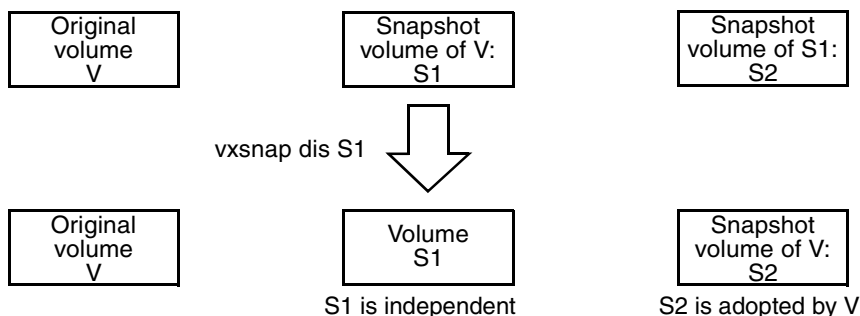 Original
volume
V
Snapshot
volume of V:
S1
Snapshot
volume of S1:
S2
vxsnap dis S1
Original
volume
V
Volume
S1
Snapshot
volume of V:
S2
S1 is independent
S2 is adopted by V